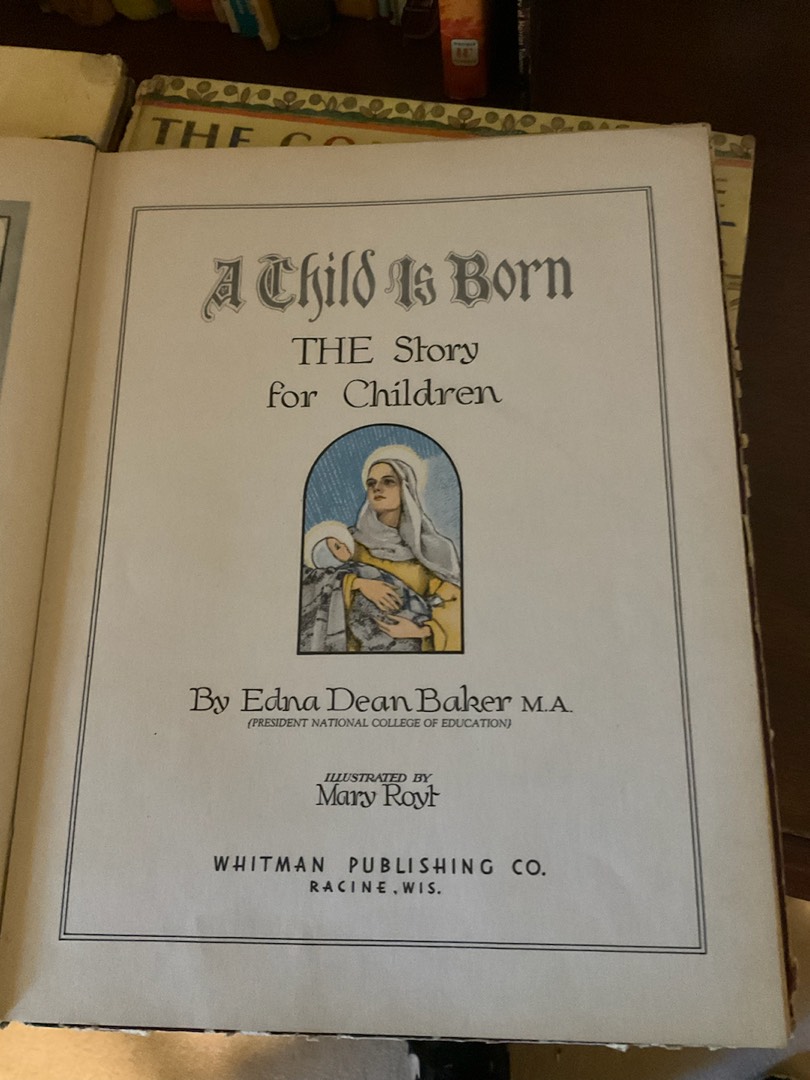 THE
A Child Is Born
THE Story
for Children
By Edna Dean Baker M.A.
(PRESIDENT NATIONAL COLLEGE OF EDUCATION)
ILLUSTRATED BY
Mary Royt
WHITMAN PUBLISHING CO.
RACINE, WIS.